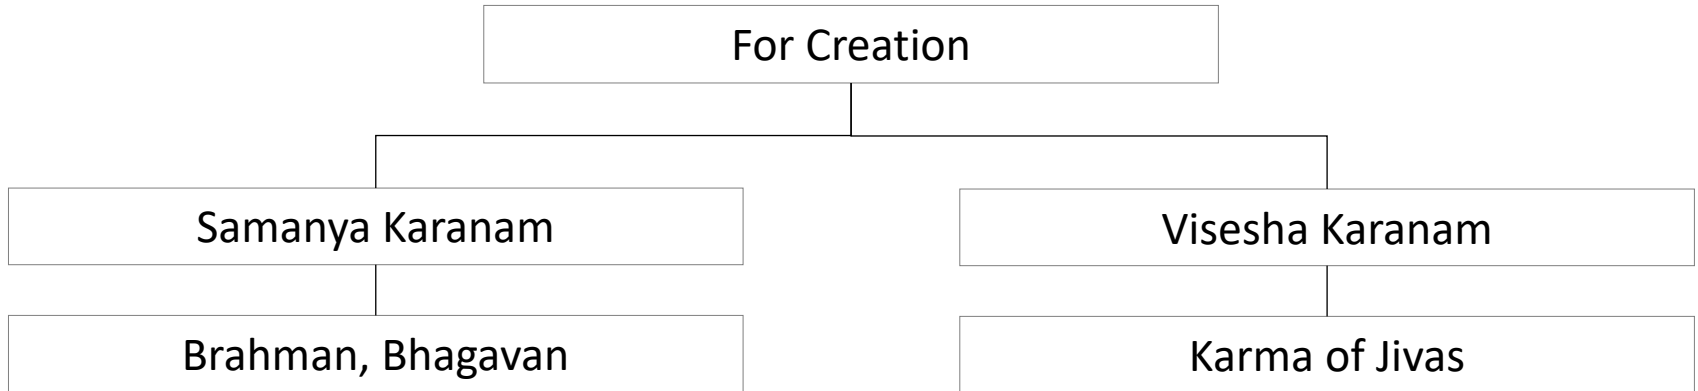 For Creation
Samanya Karanam
Visesha Karanam
Brahman, Bhagavan
Karma of Jivas